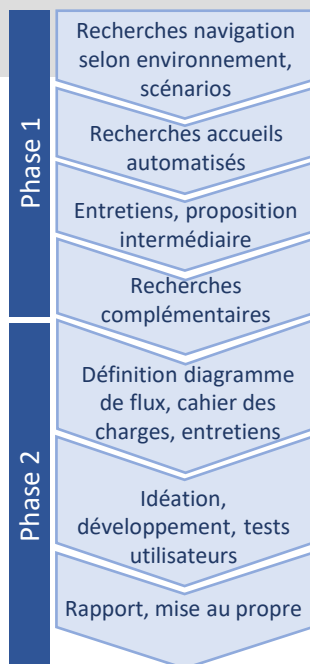 Phase 1
Recherches navigation
selon environnement,
scénarios
Recherches accueils
automatisés
Entretiens, proposition
intermédiaire
Recherches
complémentaires
Phase 2
Définition diagramme
de flux, cahier des
charges, entretiens
Idéation,
développement, tests
utilisateurs
Rapport, mise au propre